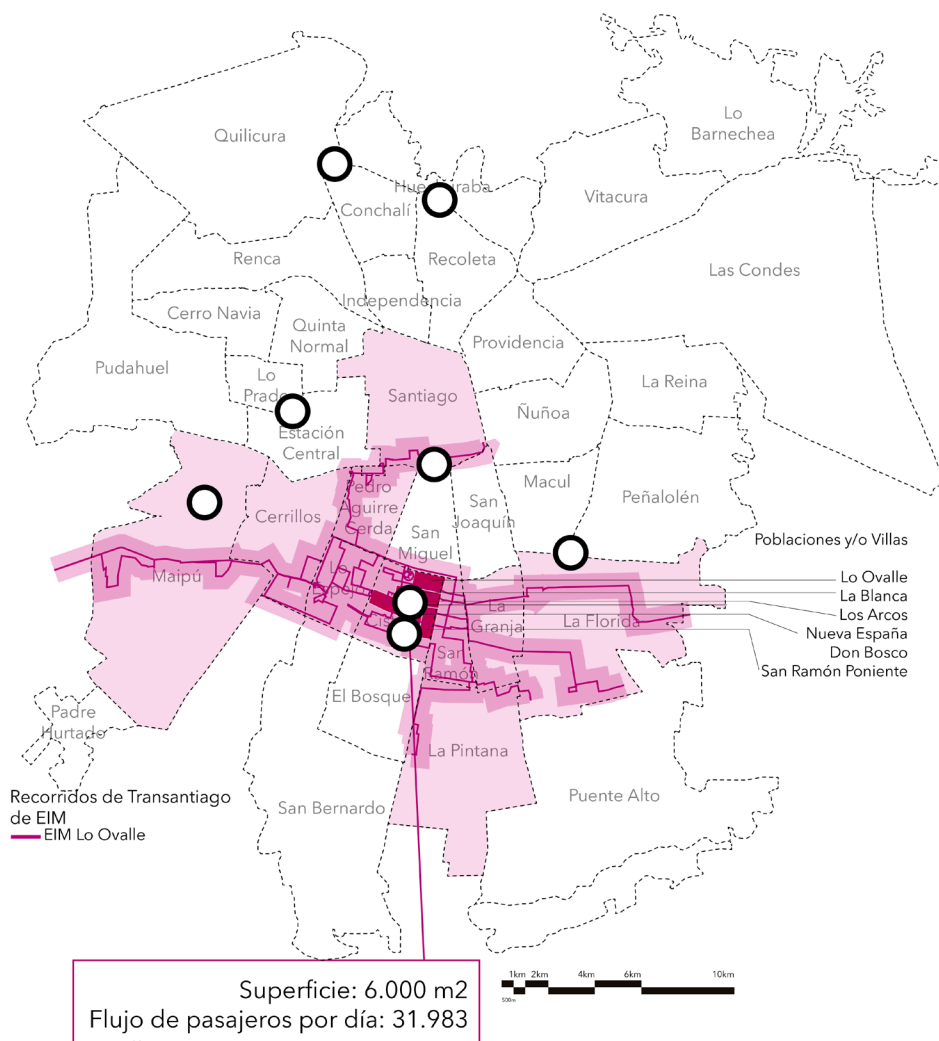 Lo
Barnechea
Quilicura
Huechuraba
Vitacura
Conchalí
Renca
Recoleta
Las Condes
Independencia
Cerro Navia
Quinta
Normal
Providencia
Pudahuel
Lo
Prado
La Reina
Santiago
Ñuñoa
Estación
Central
Macul
Pedro
Aguirre
Cerda
San
Joaquín
Peñalolén
Cerrillos
San
Miguel
Poblaciones y/o Villas
Maipú
Lo
Espejo
Lo Ovalle
La Blanca
Los Arcos
Nueva España
Don Bosco
San Ramón Poniente
La
Granja
La Florida
San
Ramón
El Bosque
Padre
Hurtado
La Pintana
San Bernardo
Puente Alto
Recorridos de Transantiago
de EIM
EIM Lo Ovalle
1km 2km 4km 6km 10km
500m
Superficie: 6.000 m2
Flujo de pasajeros por día: 31.983